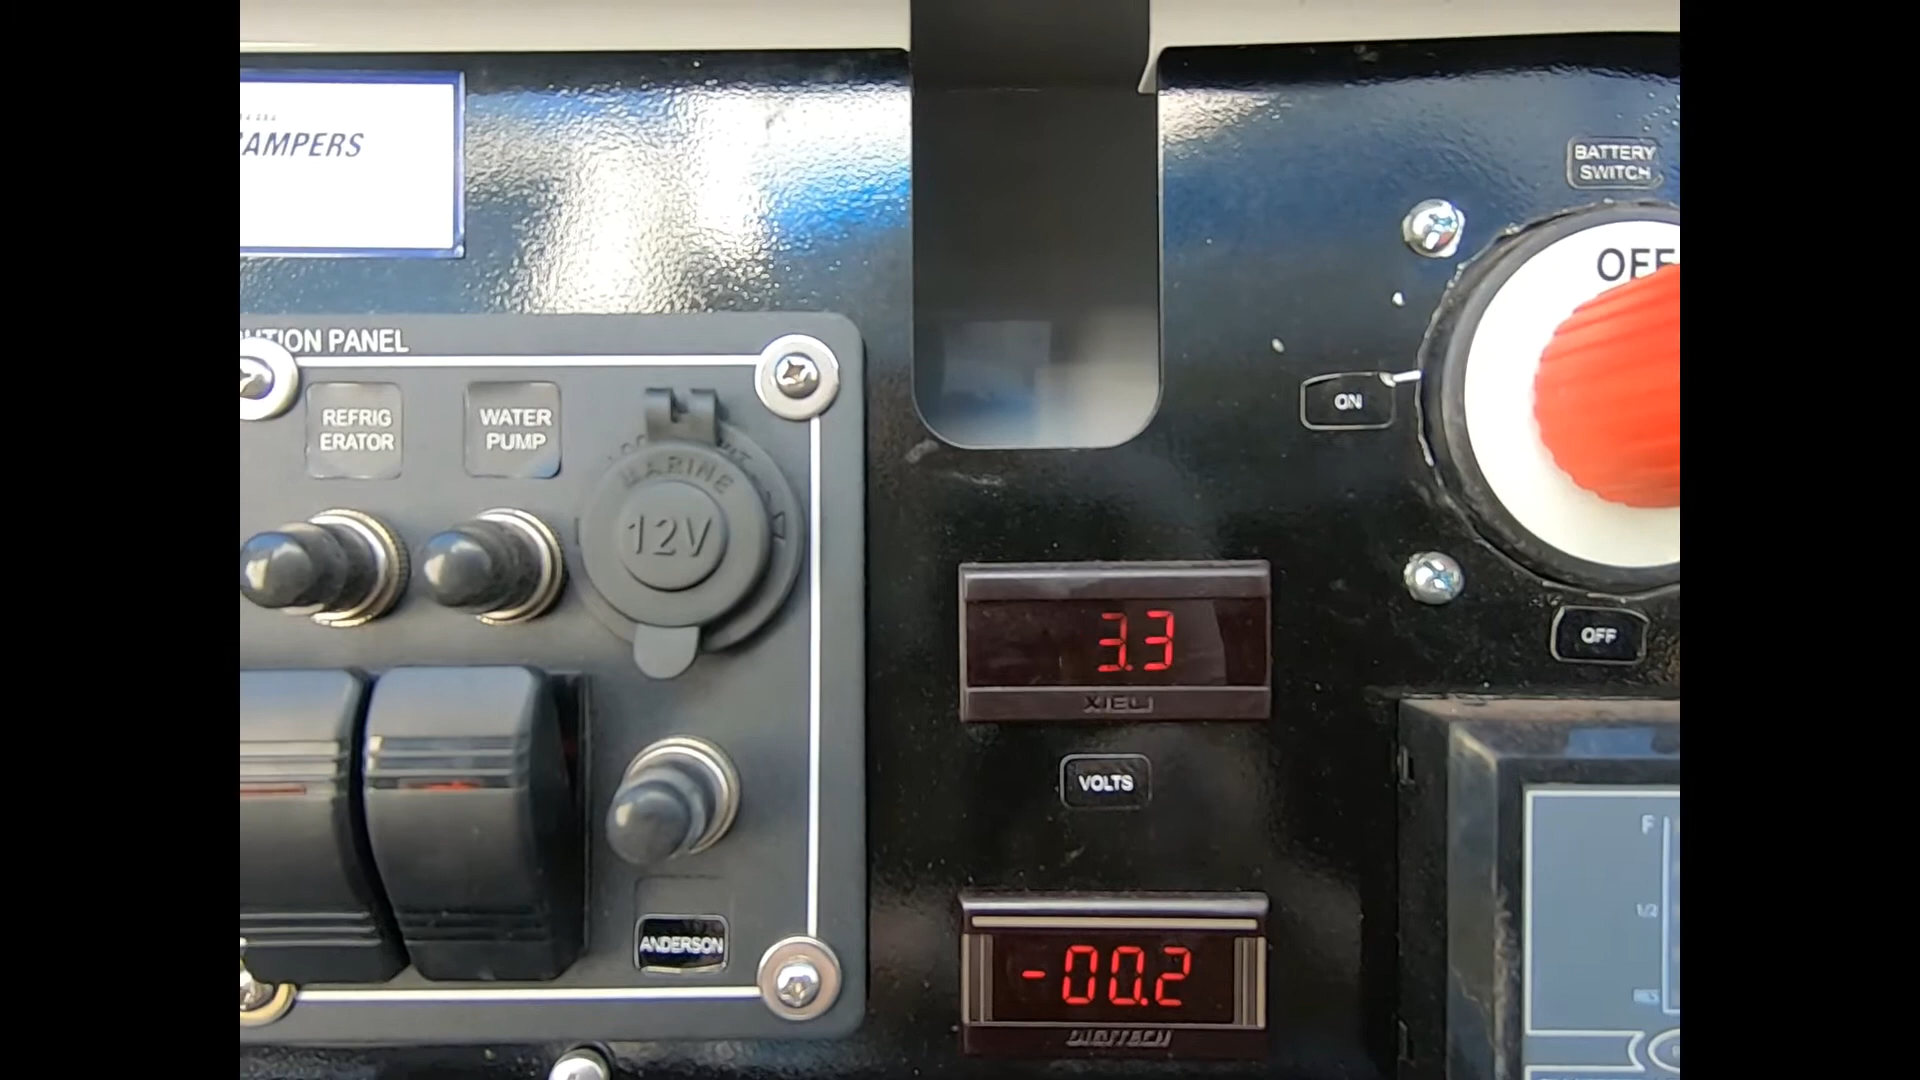 AMPERS
TION PANEL
BATTERY
SWITCH
OFF
ON
REFRIG
ERATOR
WATER
PUMP
MARINE
12V
3.3
XIELI
OFF
VOLTS
F
1/2
ANDERSON
-00.2